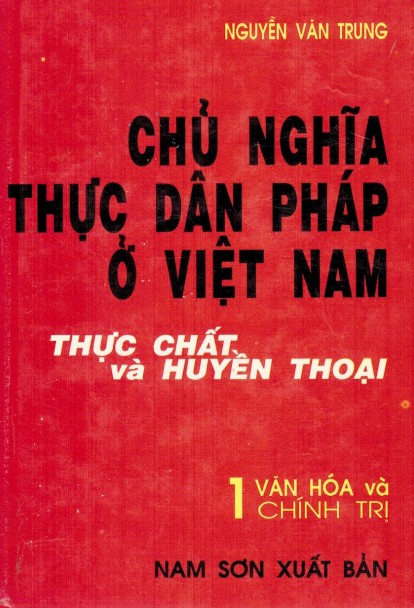 NGUYỄN VĂN TRUNG
CHỦ NGHĨA
THỰC DÂN PHÁP
Ở VIỆT NAM
THỰC CHẤT
và HUYỀN THOẠI
1 VĂN HÓA và
CHÍNH TRỊ
NAM SƠN XUẤT BẢN